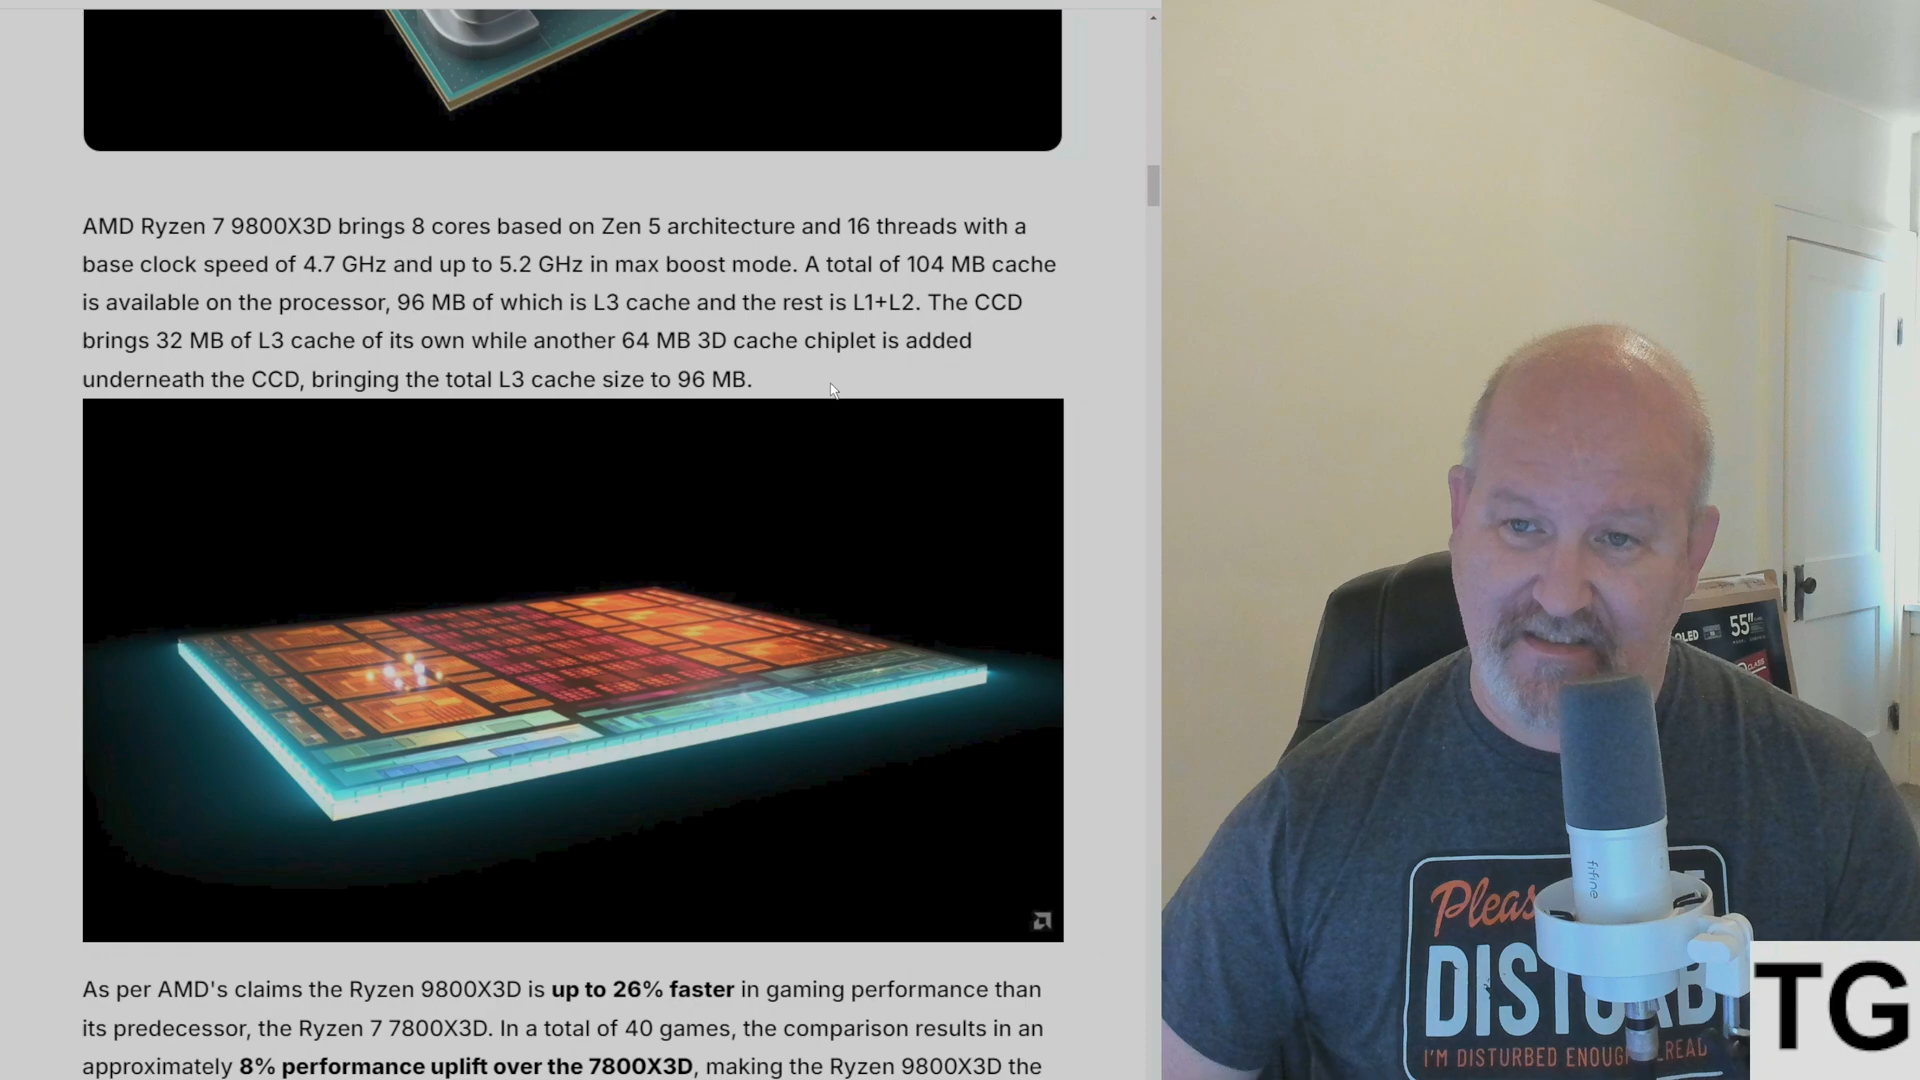 AMD Ryzen 7 9800X3D brings 8 cores based on Zen 5 architecture and 16 threads with a
base clock speed of 4.7 GHz and up to 5.2 GHz in max boost mode. A total of 104 MB cache
is available on the processor, 96 MB of which is L3 cache and the rest is L1+L2. The CCD
brings 32 MB of L3 cache of its own while another 64 MB 3D cache chiplet is added
underneath the CCD, bringing the total L3 cache size to 96 MB.
As per AMD's claims the Ryzen 9800X3D is up to 26% faster in gaming performance than
its predecessor, the Ryzen 7 7800X3D. In a total of 40 games, the comparison results in an
approximately 8% performance uplift over the 7800X3D, making the Ryzen 9800X3D the
55"
CLASS
fifine
I'M DISTURBED
TG